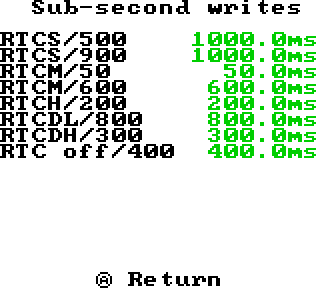 Sub-second writes
RTCS/500 1000.0ms
RTCS/900 1000.0ms
RTCM/50 50.0ms
RTCM/600 600.0ms
RTCH/200 200.0ms
RTCDL/800 800.0ms
RTCDH/300 300.0ms
RTC off/400 400.0ms
Ⓐ Return